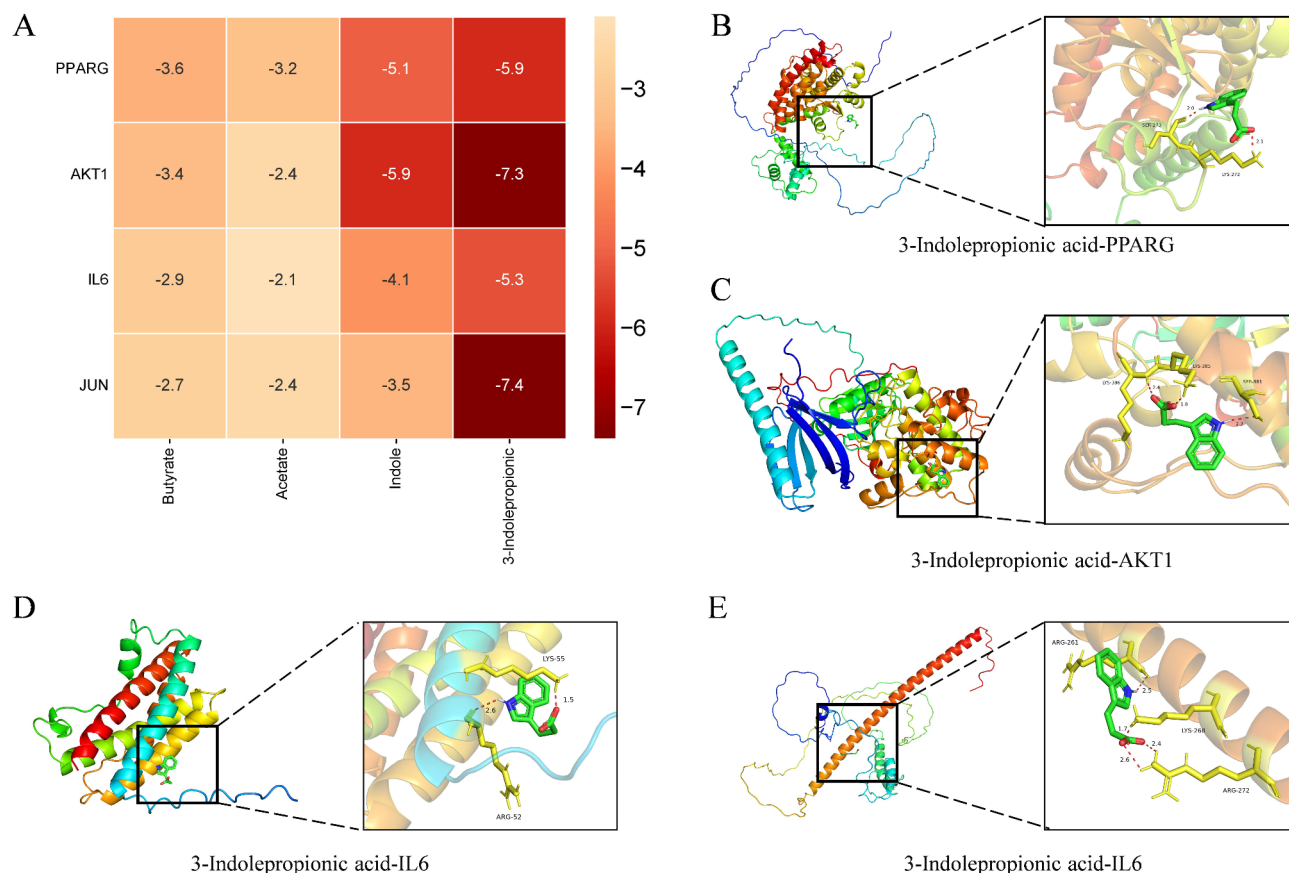 A
PPARG -3.6 -3.2 -5.1 -5.9
AKT1 -3.4 -2.4 -5.9 -7.3
IL6 -2.9 -2.1 -4.1 -5.3
JUN -2.7 -2.4 -3.5 -7.4
Butyrate
Acetate
Indole
3-Indolepropionic
-3
-4
-5
-6
-7
B
2.0
2.1
LYS-272
3-Indolepropionic acid-PPARG
C
LYS-385
LYS-386
SER-381
2.4
1.8
3-Indolepropionic acid-AKT1
D
LYS-55
1.5
2.6
ARG-52
3-Indolepropionic acid-IL6
E
ARG-261
2.5
1.7
LYS-268
2.4
2.6
ARG-272
3-Indolepropionic acid-IL6